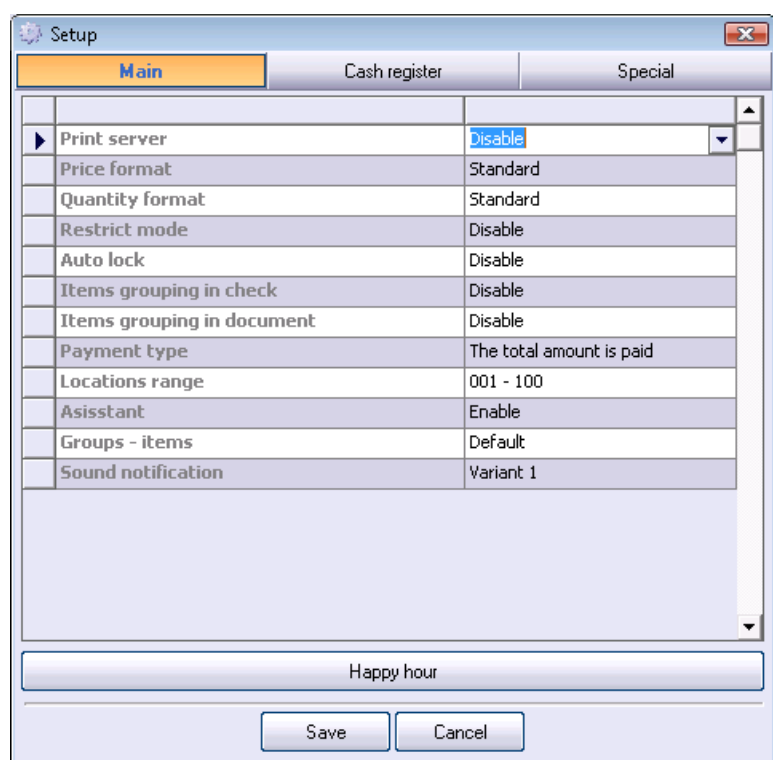 Setup
Main Cash register Special
Print server Disable
Price format Standard
Quantity format Standard
Restrict mode Disable
Auto lock Disable
Items grouping in check Disable
Items grouping in document Disable
Payment type The total amount is paid
Locations range 001 - 100
Asisstant Enable
Groups - items Default
Sound notification Variant 1
Happy hour
Save Cancel